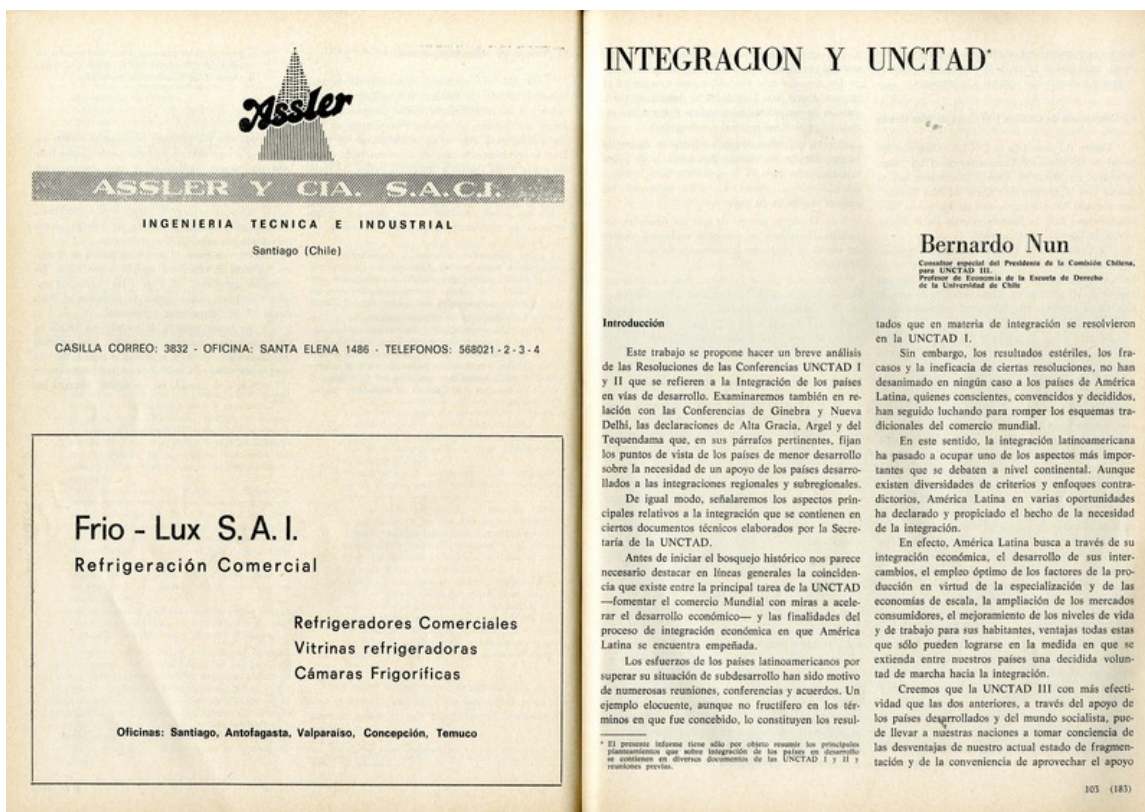 Assler
ASSLER Y CIA. S.A.C.I.
INGENIERIA TECNICA E INDUSTRIAL
Santiago (Chile)
CASILLA CORREO: 3832 - OFICINA: SANTA ELENA 1486 - TELEFONOS: 568021 - 2 - 3 - 4
Frio - Lux S. A. I.
Refrigeración Comercial
Refrigeradores Comerciales
Vitrinas refrigeradoras
Cámaras Frigoríficas
Oficinas: Santiago, Antofagasta, Valparaíso, Concepción, Temuco
INTEGRACION Y UNCTAD*
Bernardo Nun
Consultor especial del Presidente de la Comisión Chilena,
para UNCTAD III.
Profesor de Economía de la Escuela de Derecho
de la Universidad de Chile
Introducción
Este trabajo se propone hacer un breve análisis
de las Resoluciones de las Conferencias UNCTAD I
y II que se refieren a la Integración de los países
en vías de desarrollo. Examinaremos también en re-
lación con las Conferencias de Ginebra y Nueva
Delhi, las declaraciones de Alta Gracia, Argel y del
Tequendama que, en sus párrafos pertinentes, fijan
los puntos de vista de los países de menor desarrollo
sobre la necesidad de un apoyo de los países desarro-
llados a las integraciones regionales y subregionales.
De igual modo, señalaremos los aspectos prin-
cipales relativos a la integración que se contienen en
ciertos documentos técnicos elaborados por la Secre-
taría de la UNCTAD.
Antes de iniciar el bosquejo histórico nos parece
necesario destacar en líneas generales la coinciden-
cia que existe entre la principal tarea de la UNCTAD
—fomentar el comercio Mundial con miras a acele-
rar el desarrollo económico— y las finalidades del
proceso de integración económica en que América
Latina se encuentra empeñada.
Los esfuerzos de los países latinoamericanos por
superar su situación de subdesarrollo han sido motivo
de numerosas reuniones, conferencias y acuerdos. Un
ejemplo elocuente, aunque no fructífero en los tér-
minos en que fue concebido, lo constituyen los resul-
* El presente informe tiene sólo por objeto resumir los principales
planteamientos que sobre integración de los países en desarrollo
se contienen en diversos documentos de las UNCTAD I y II y
reuniones previas.
tados que en materia de integración se resolvieron
en la UNCTAD I.
Sin embargo, los resultados estériles, los fra-
casos y la ineficacia de ciertas resoluciones, no han
desanimado en ningún caso a los países de América
Latina, quienes conscientes, convencidos y decididos,
han seguido luchando para romper los esquemas tra-
dicionales del comercio mundial.
En este sentido, la integración latinoamericana
ha pasado a ocupar uno de los aspectos más impor-
tantes que se debaten a nivel continental. Aunque
existen diversidades de criterios y enfoques contra-
dictorios, América Latina en varias oportunidades
ha declarado y propiciado el hecho de la necesidad
de la integración.
En efecto, América Latina busca a través de su
integración económica, el desarrollo de sus inter-
cambios, el empleo óptimo de los factores de la pro-
ducción en virtud de la especialización y de las
economías de escala, la ampliación de los mercados
consumidores, el mejoramiento de los niveles de vida
y de trabajo para sus habitantes, ventajas todas estas
que sólo pueden lograrse en la medida en que se
extienda entre nuestros países una decidida volun-
tad de marcha hacia la integración.
Creemos que la UNCTAD III con más efecti-
vidad que las dos anteriores, a través del apoyo de
los países desarrollados y del mundo socialista, pue-
de llevar a nuestras naciones a tomar conciencia de
las desventajas de nuestro actual estado de fragmen-
tación y de la conveniencia de aprovechar el apoyo
103 (183)